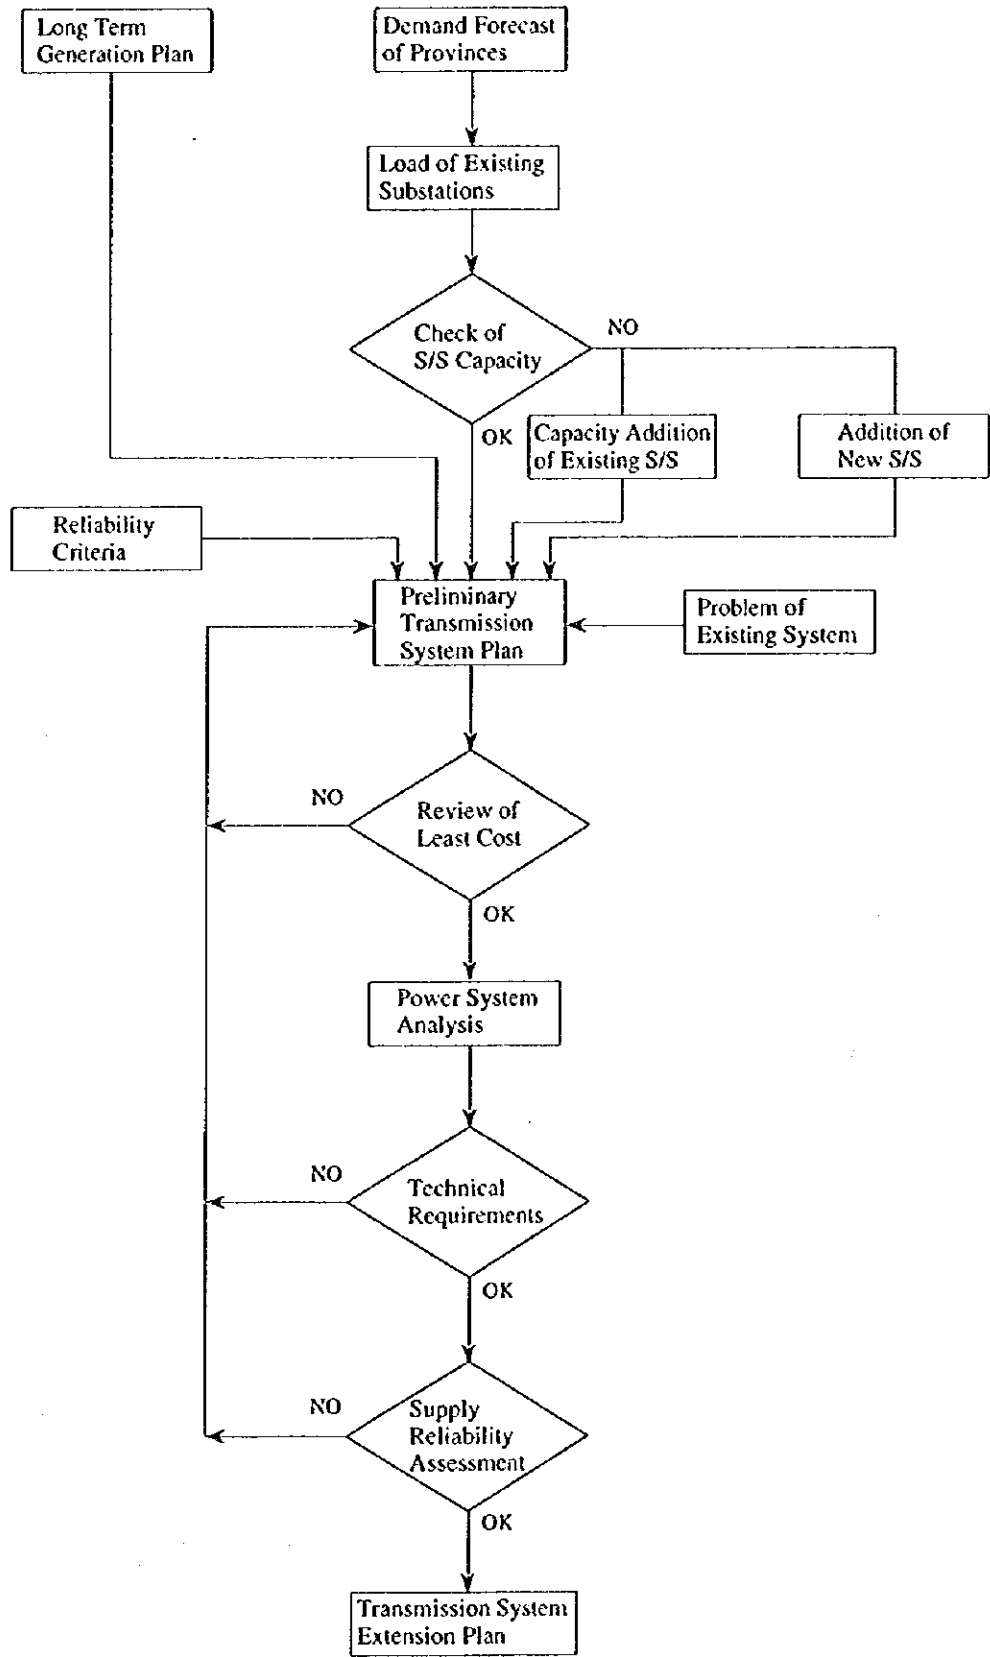 Long Term
Generation Plan
Demand Forecast
of Provinces
Load of Existing
Substations
Check of
S/S Capacity
NO
OK
Capacity Addition
of Existing S/S
Addition of
New S/S
Reliability
Criteria
Preliminary
Transmission
System Plan
Problem of
Existing System
NO
Review of
Least Cost
OK
Power System
Analysis
NO
Technical
Requirements
OK
NO
Supply
Reliability
Assessment
OK
Transmission System
Extension Plan